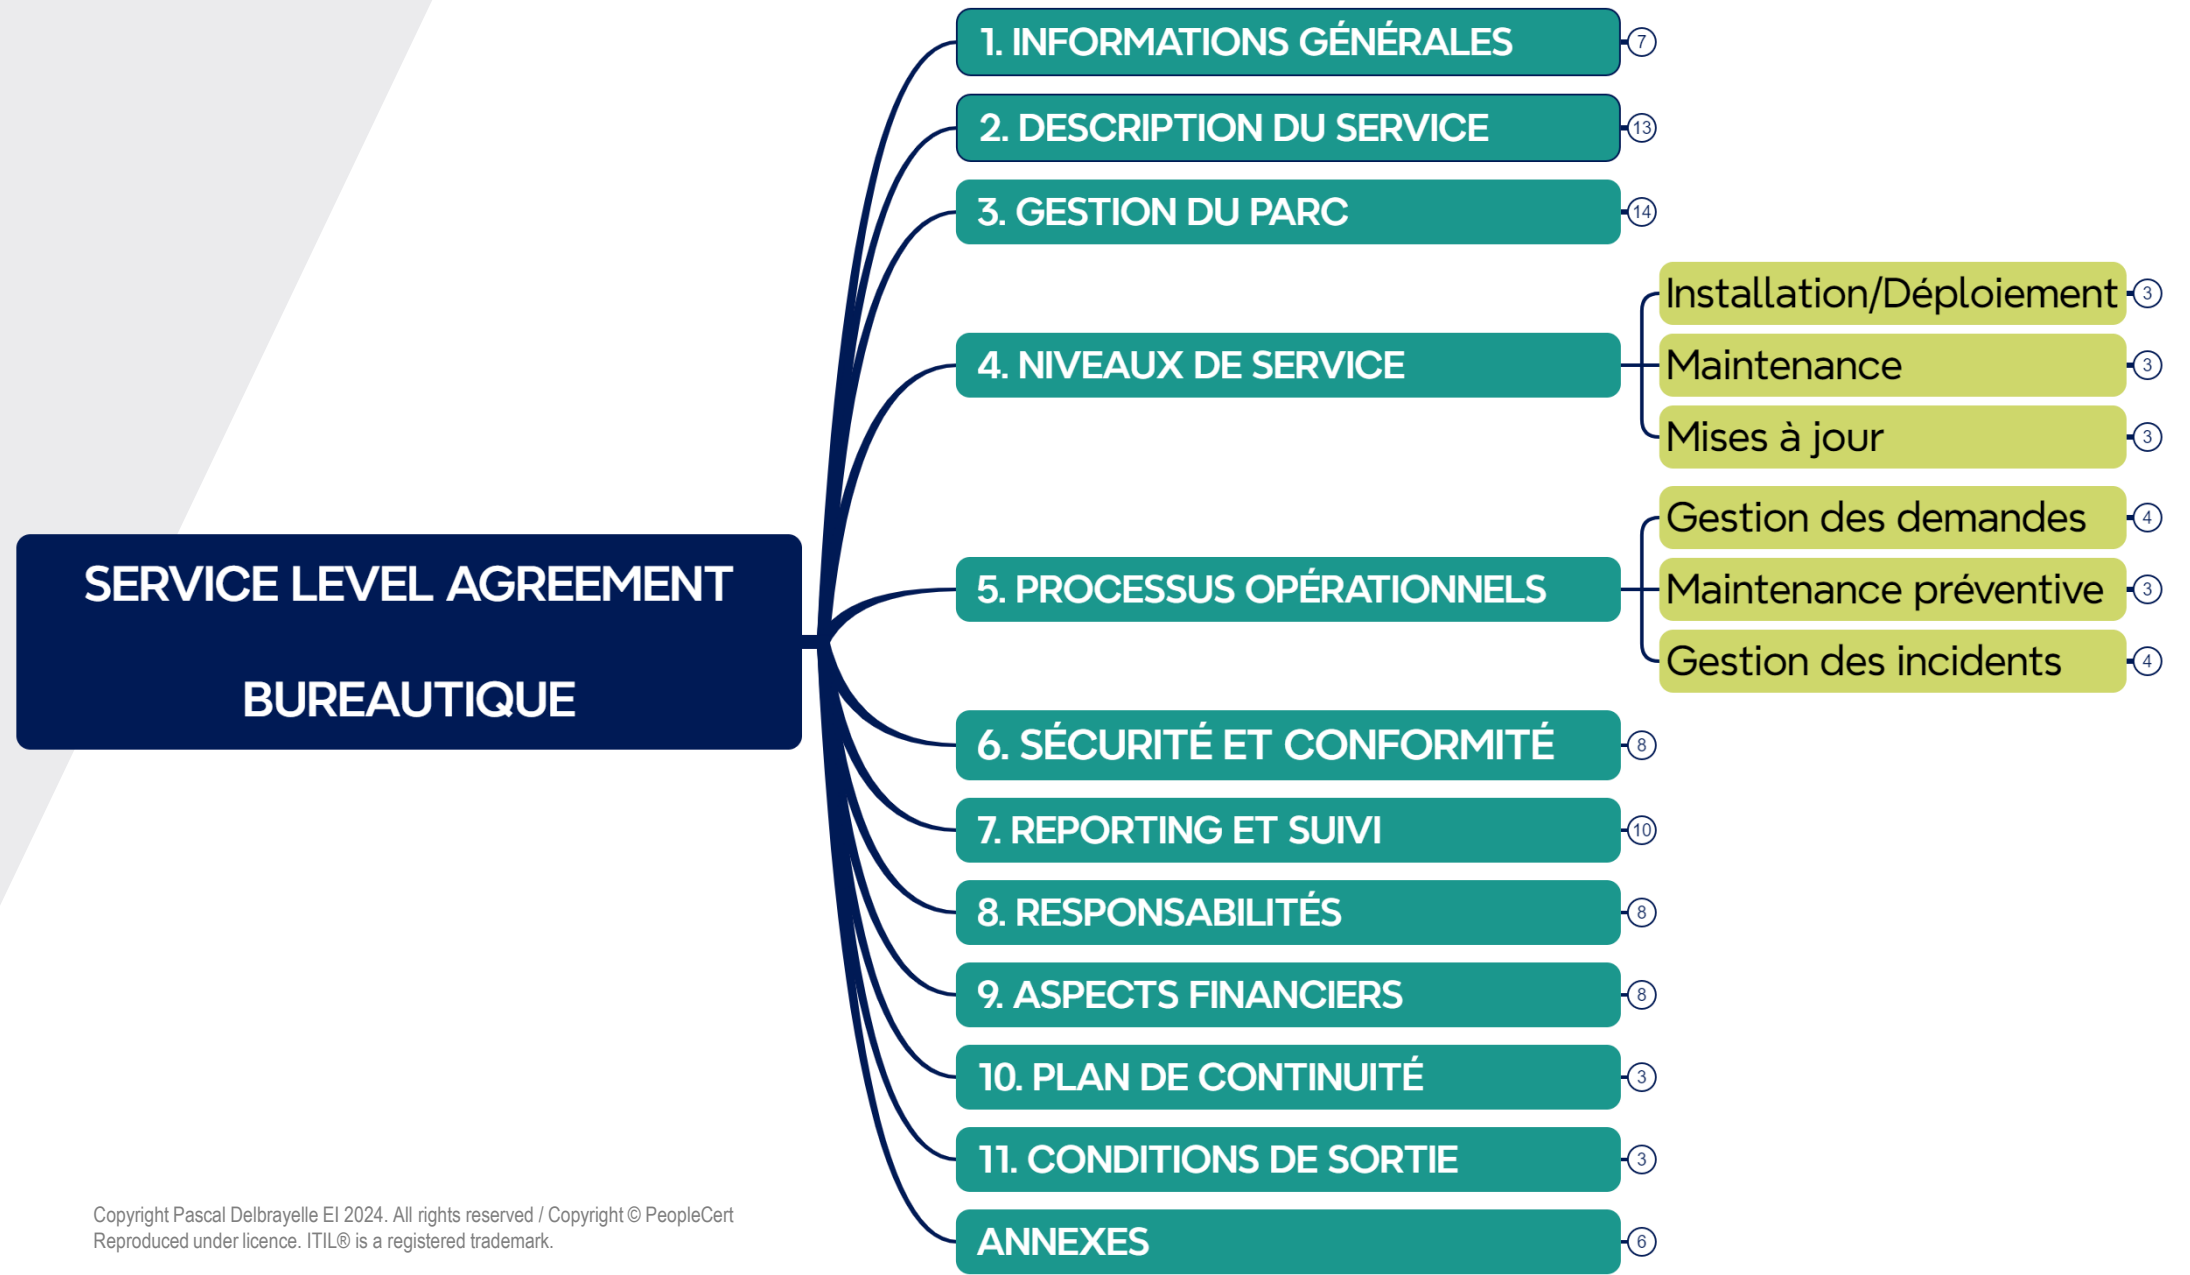 SERVICE LEVEL AGREEMENT
BUREAUTIQUE
1. INFORMATIONS GÉNÉRALES
7
2. DESCRIPTION DU SERVICE
13
3. GESTION DU PARC
14
4. NIVEAUX DE SERVICE
Installation/Déploiement
3
Maintenance
3
Mises à jour
3
5. PROCESSUS OPÉRATIONNELS
Gestion des demandes
4
Maintenance préventive
3
Gestion des incidents
4
6. SÉCURITÉ ET CONFORMITÉ
8
7. REPORTING ET SUIVI
10
8. RESPONSABILITÉS
8
9. ASPECTS FINANCIERS
8
10. PLAN DE CONTINUITÉ
3
11. CONDITIONS DE SORTIE
3
ANNEXES
6
Copyright Pascal Delbrayelle EI 2024. All rights reserved / Copyright © PeopleCert
Reproduced under licence. ITIL® is a registered trademark.